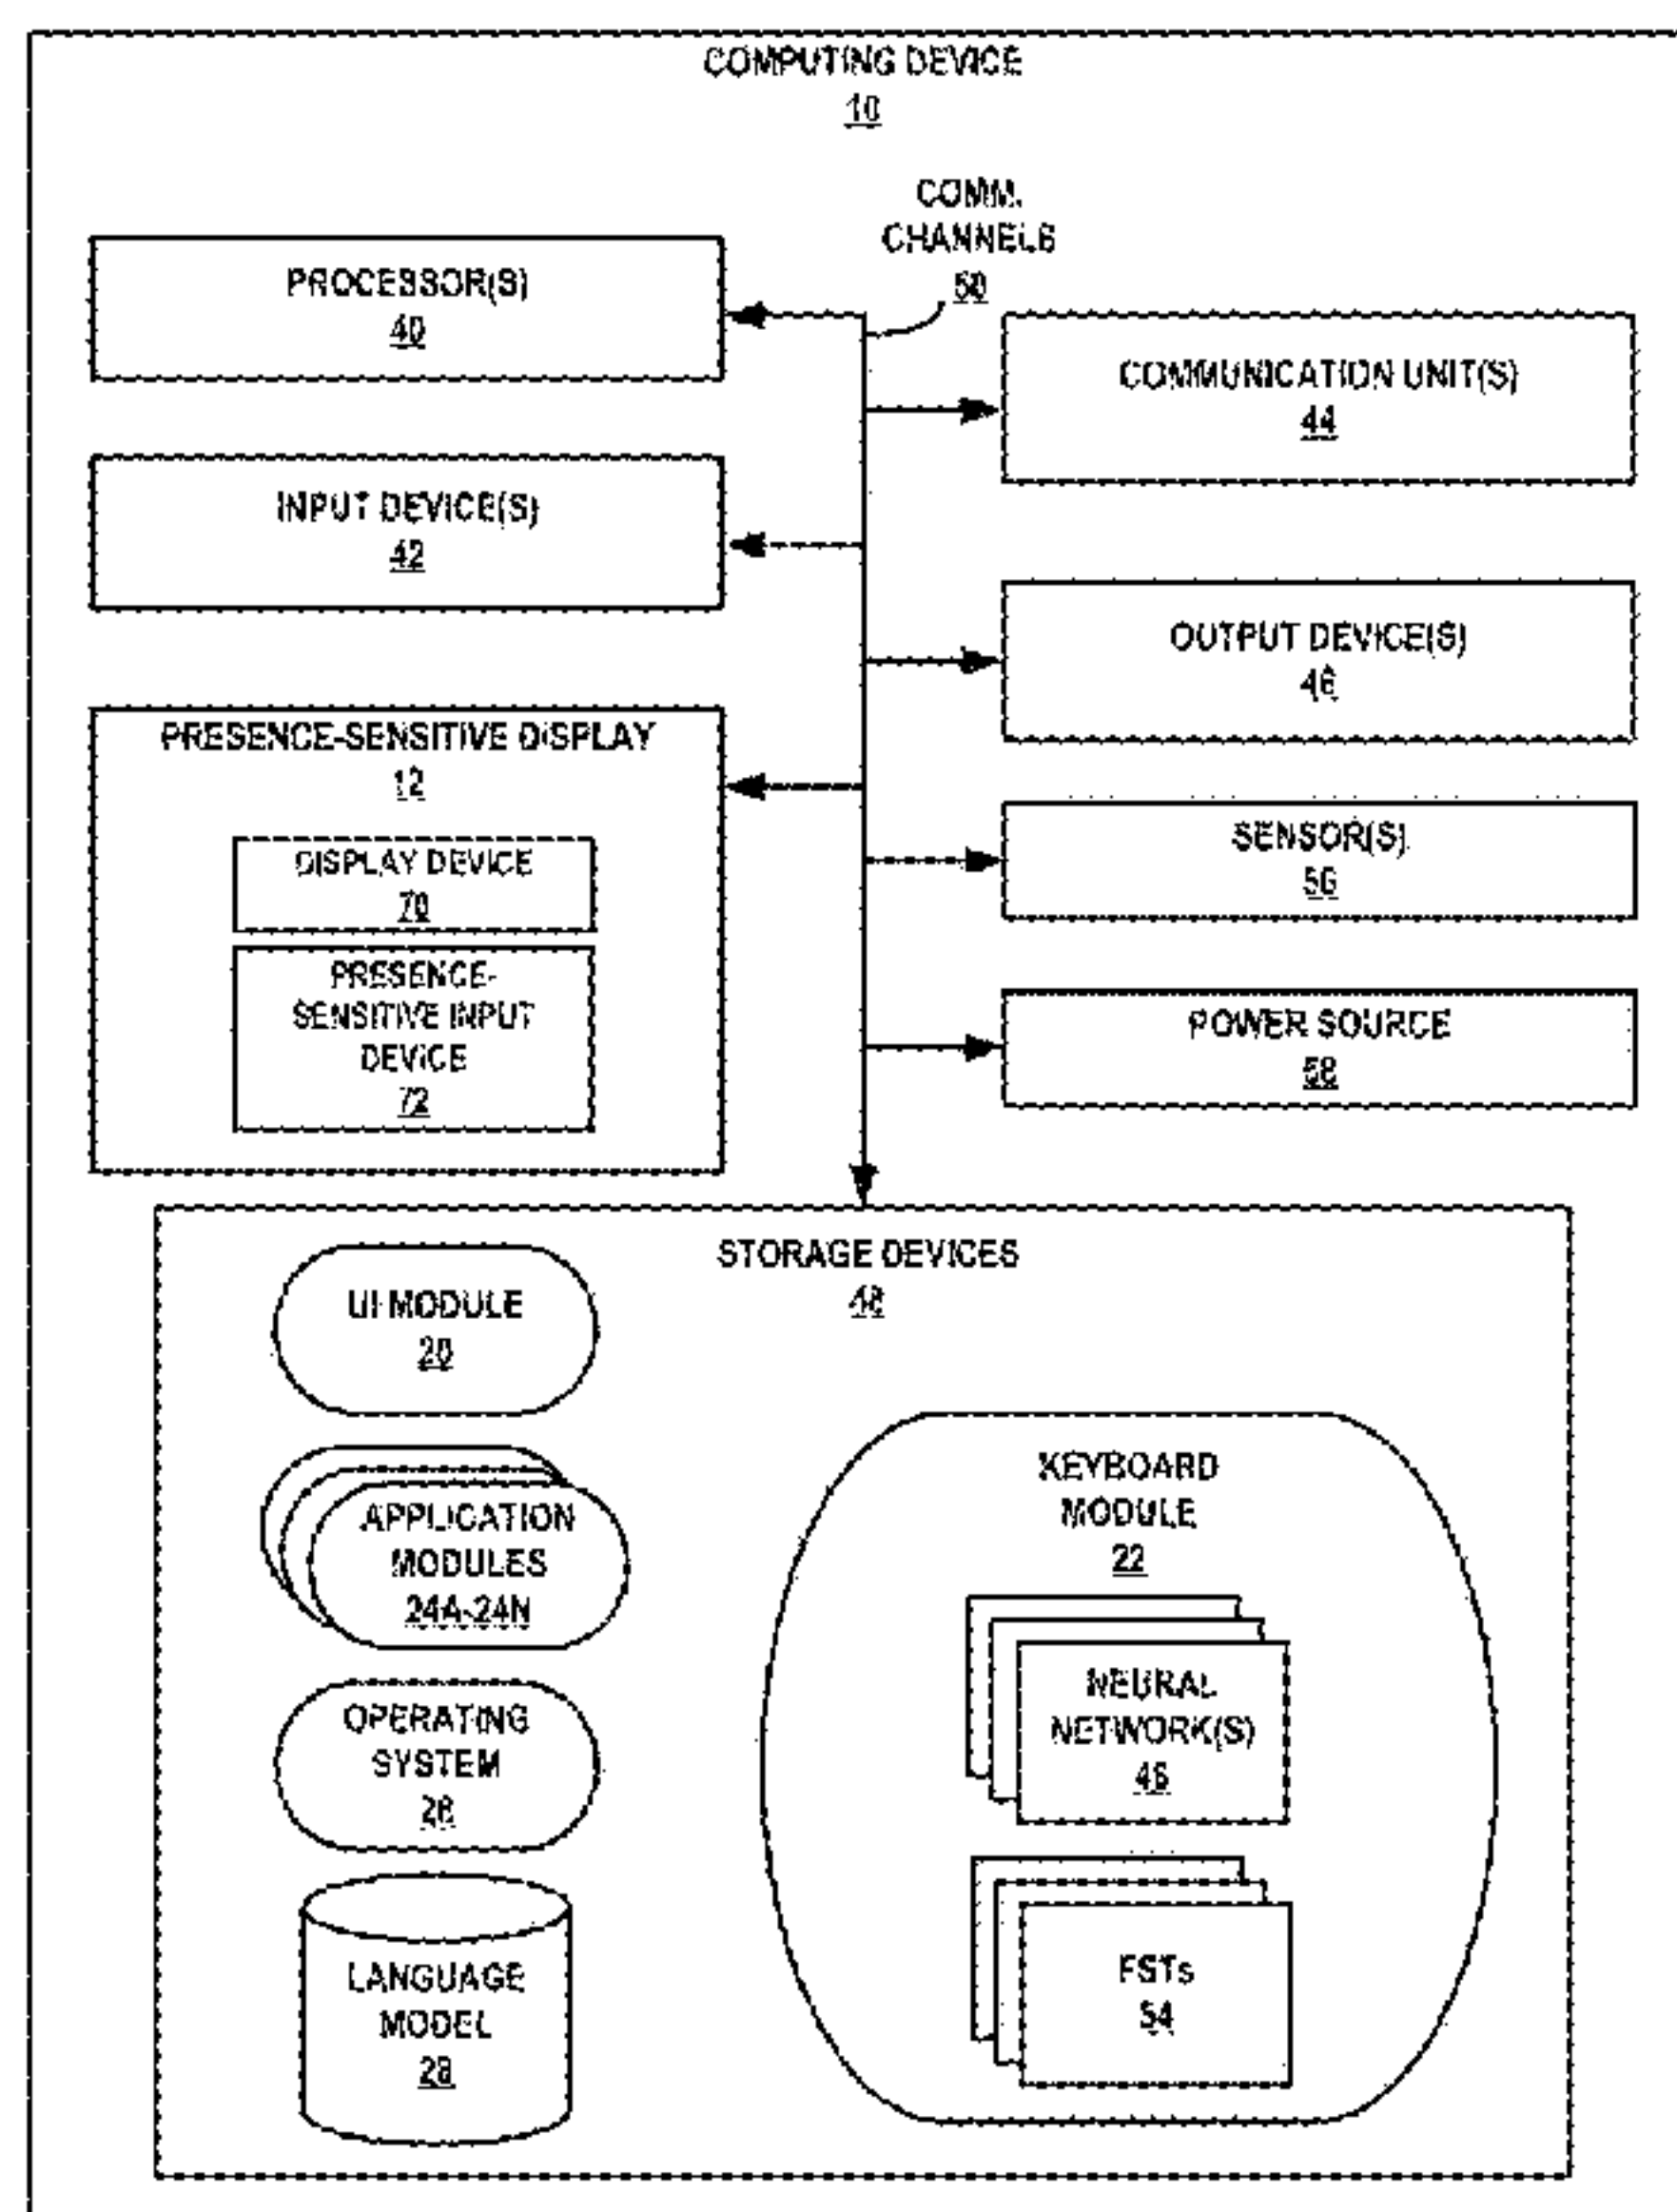 COMPUTING DEVICE
10
COMM.
CHANNELS
50
PROCESSOR(S)
40
COMMUNICATION UNIT(S)
44
INPUT DEVICE(S)
42
OUTPUT DEVICE(S)
46
PRESENCE-SENSITIVE DISPLAY
12
DISPLAY DEVICE
70
PRESENCE-
SENSITIVE INPUT
DEVICE
72
SENSOR(S)
56
POWER SOURCE
58
STORAGE DEVICES
48
UI MODULE
20
APPLICATION
MODULES
24A-24N
OPERATING
SYSTEM
26
LANGUAGE
MODEL
28
KEYBOARD
MODULE
22
NEURAL
NETWORK(S)
FSTs
54